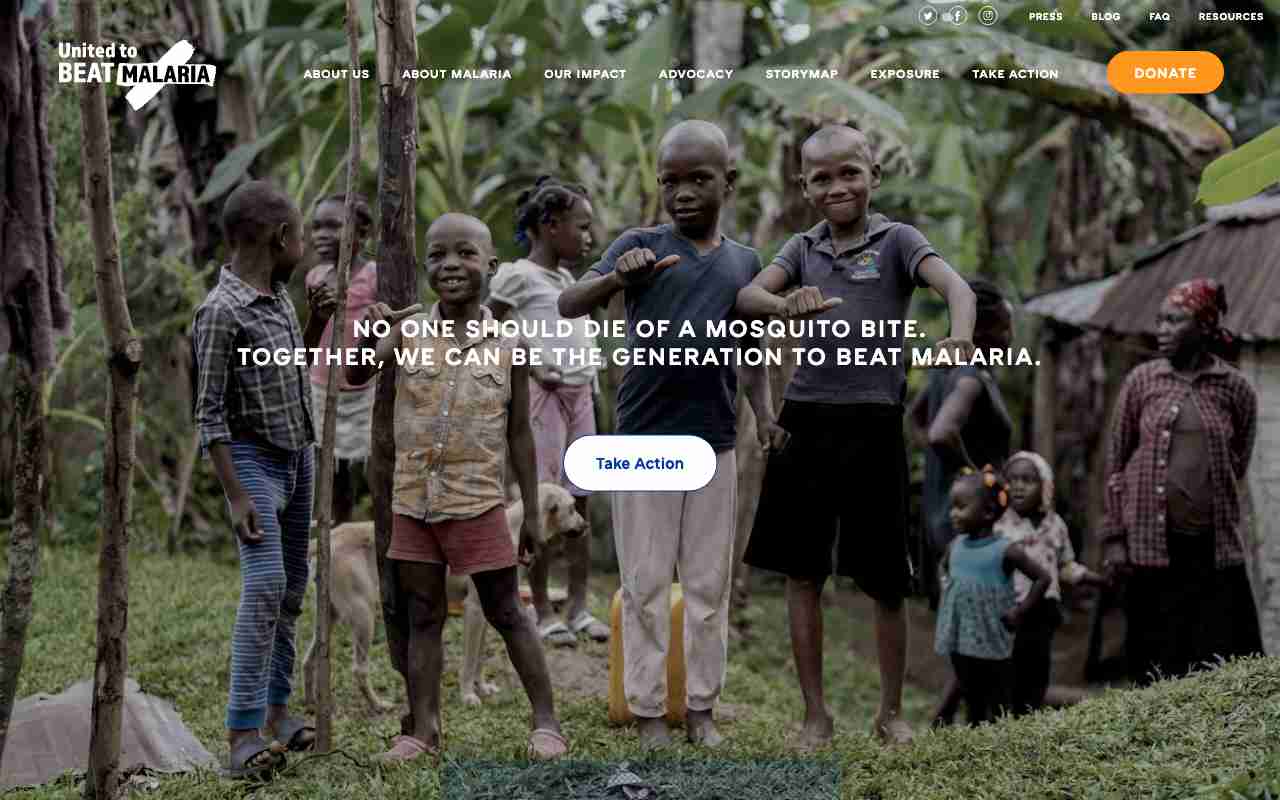 PRESS
BLOG
FAQ
RESOURCES
United to
BEAT MALARIA
ABOUT US
ABOUT MALARIA
OUR IMPACT
ADVOCACY
STORYMAP
EXPOSURE
TAKE ACTION
DONATE
NO ONE SHOULD DIE OF A MOSQUITO BITE.
TOGETHER, WE CAN BE THE GENERATION TO BEAT MALARIA.
Take Action